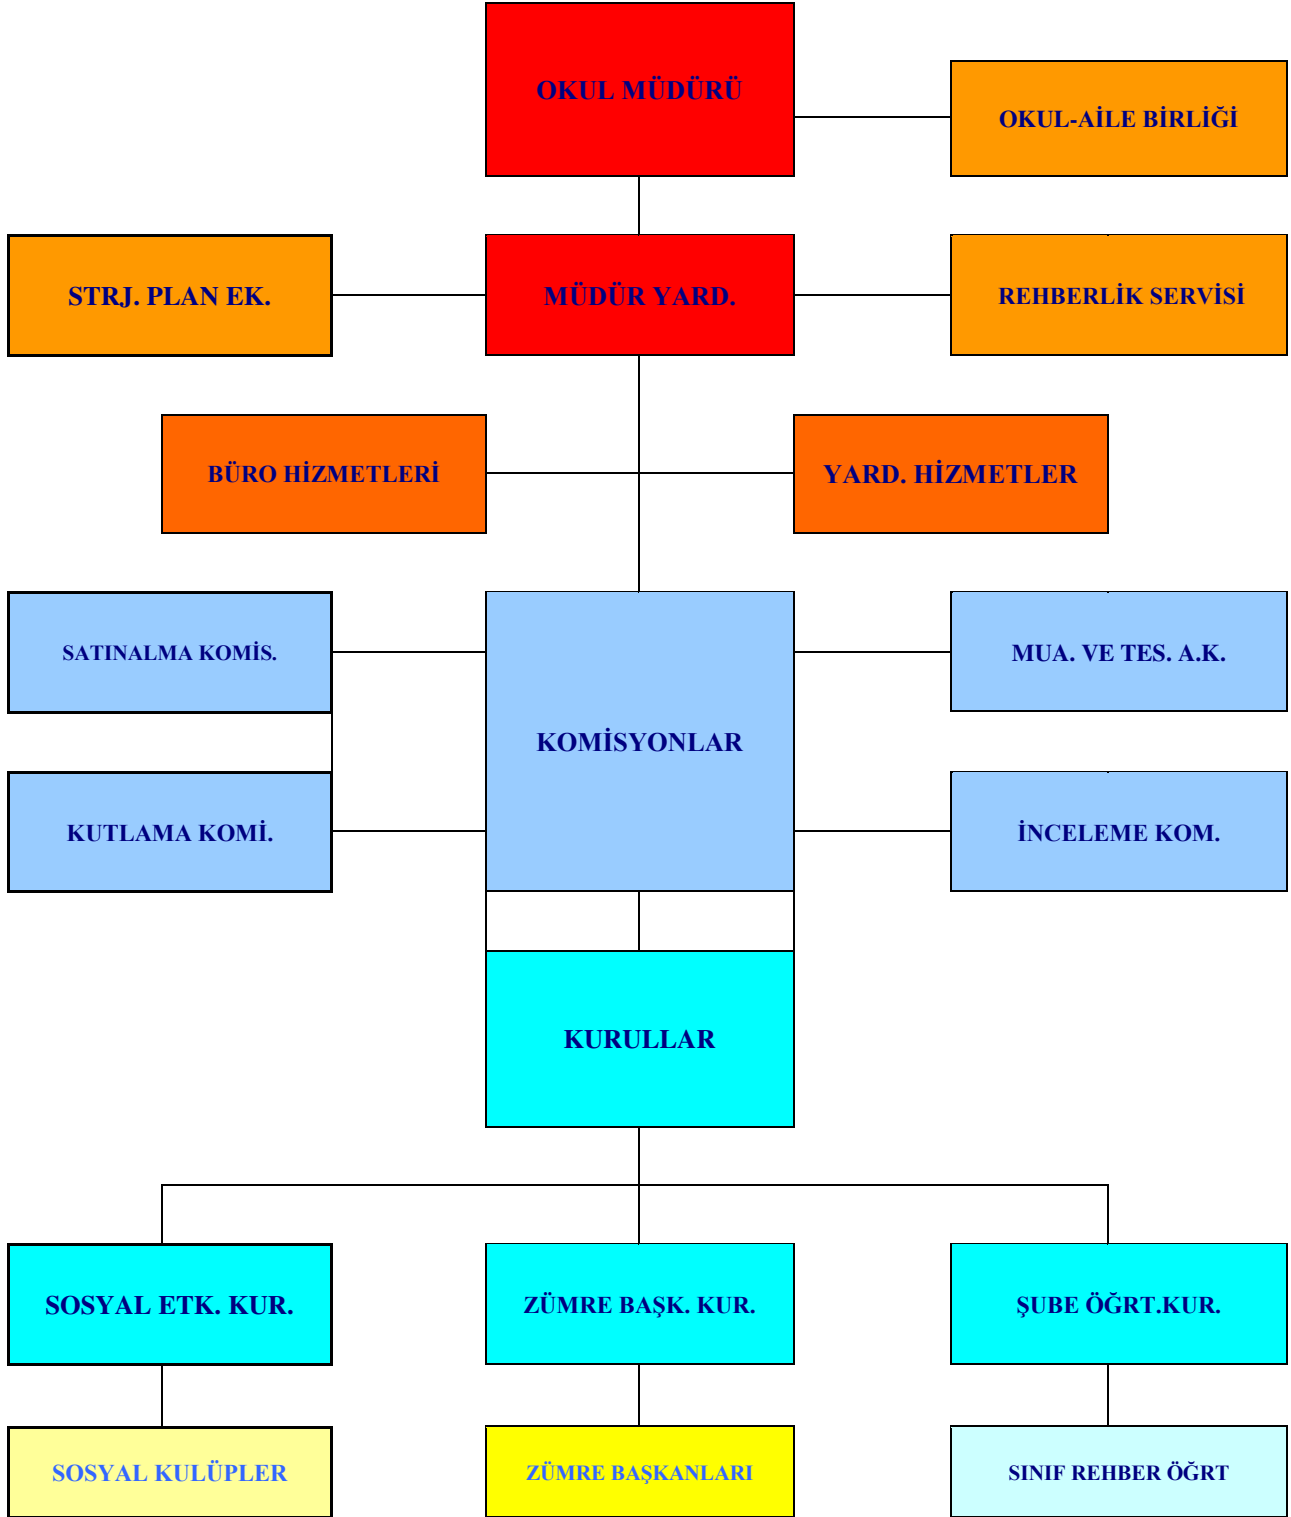 OKUL MÜDÜRÜ
OKUL-AİLE BİRLİĞİ
STRJ. PLAN EK.
MÜDÜR YARD.
REHBERLİK SERVİSİ
BÜRO HİZMETLERİ
YARD. HİZMETLER
SATINALMA KOMİS.
MUA. VE TES. A.K.
KOMİSYONLAR
KUTLAMA KOMİ.
İNCELEME KOM.
KURULLAR
SOSYAL ETK. KUR.
ZÜMRE BAŞK. KUR.
ŞUBE ÖĞRT.KUR.
SOSYAL KULÜPLER
ZÜMRE BAŞKANLARI
SINIF REHBER ÖĞRT